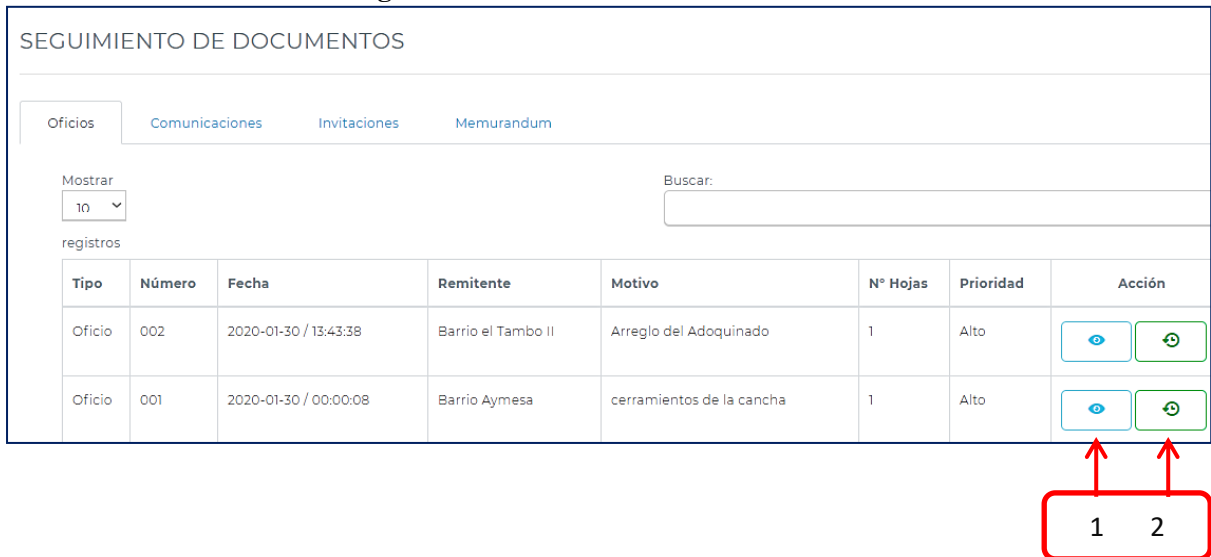 SEGUIMIENTO DE DOCUMENTOS
Oficios Comunicaciones Invitaciones Memurandum
Mostrar Buscar:
10
registros
Tipo Número Fecha Remitente Motivo N° Hojas Prioridad Acción
Oficio 002 2020-01-30 / 13:43:38 Barrio el Tambo II Arreglo del Adoquinado 1 Alto
Oficio 001 2020-01-30 / 00:00:08 Barrio Aymesa cerramientos de la cancha 1 Alto
1 2